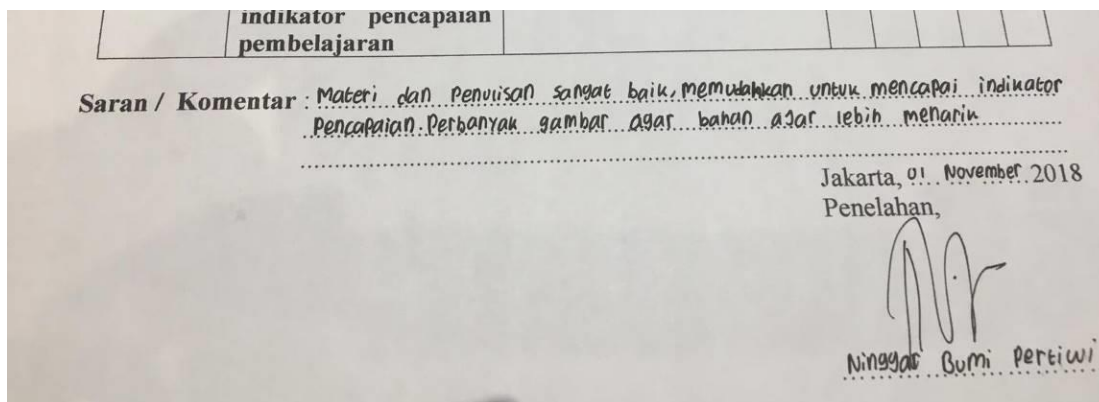 indikator pencapaian
pembelajaran
Saran / Komentar : Materi dan Penulisan sangat baik, memudahkan untuk mencapai indikator
Pencapaian. Perbanyak gambar agar bahan ajar lebih menarik
Jakarta, 01 November 2018
Penelahan,
Ninggar Bumi Pertiwi